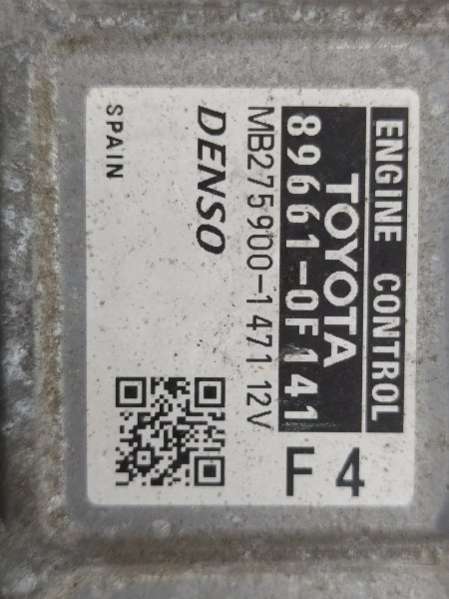 ENGINE CONTROL
TOYOTA
89661-0F141 F4
MB275900-1471 12V
DENSO
SPAIN